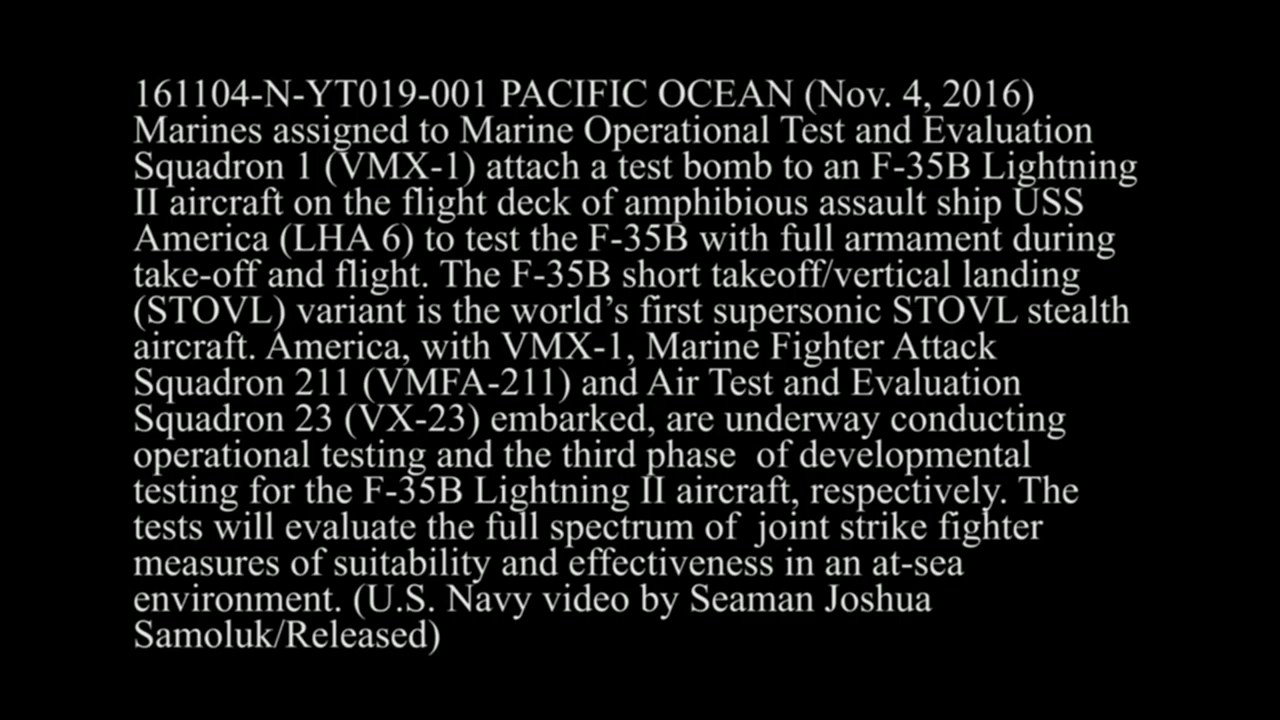 161104-N-YT019-001 PACIFIC OCEAN (Nov. 4, 2016)
Marines assigned to Marine Operational Test and Evaluation
Squadron 1 (VMX-1) attach a test bomb to an F-35B Lightning
II aircraft on the flight deck of amphibious assault ship USS
America (LHA 6) to test the F-35B with full armament during
take-off and flight. The F-35B short takeoff/vertical landing
(STOVL) variant is the world’s first supersonic STOVL stealth
aircraft. America, with VMX-1, Marine Fighter Attack
Squadron 211 (VMFA-211) and Air Test and Evaluation
Squadron 23 (VX-23) embarked, are underway conducting
operational testing and the third phase  of developmental
testing for the F-35B Lightning II aircraft, respectively. The
tests will evaluate the full spectrum of  joint strike fighter
measures of suitability and effectiveness in an at-sea
environment. (U.S. Navy video by Seaman Joshua
Samoluk/Released)